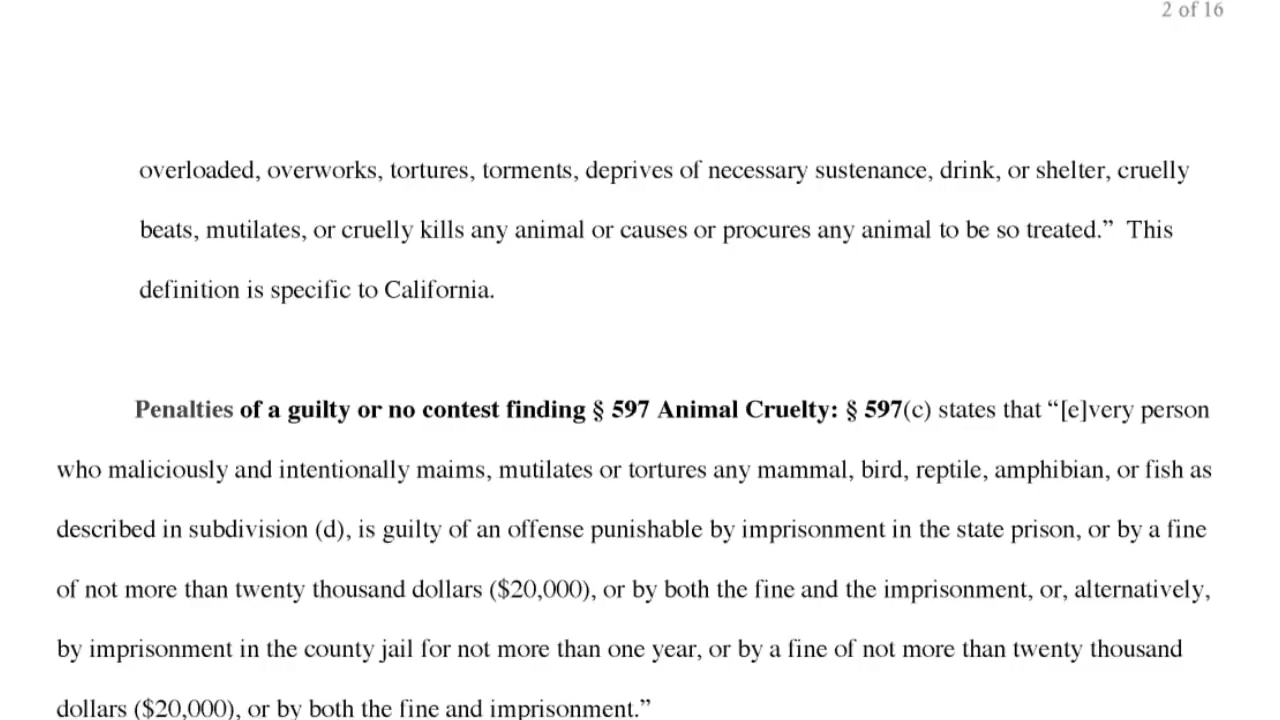 2 of 16
overloaded, overworks, tortures, torments, deprives of necessary sustenance, drink, or shelter, cruelly
beats, mutilates, or cruelly kills any animal or causes or procures any animal to be so treated.”  This
definition is specific to California.
Penalties of a guilty or no contest finding § 597 Animal Cruelty: § 597(c) states that “[e]very person
who maliciously and intentionally maims, mutilates or tortures any mammal, bird, reptile, amphibian, or fish as
described in subdivision (d), is guilty of an offense punishable by imprisonment in the state prison, or by a fine
of not more than twenty thousand dollars ($20,000), or by both the fine and the imprisonment, or, alternatively,
by imprisonment in the county jail for not more than one year, or by a fine of not more than twenty thousand
dollars ($20,000), or by both the fine and imprisonment.”